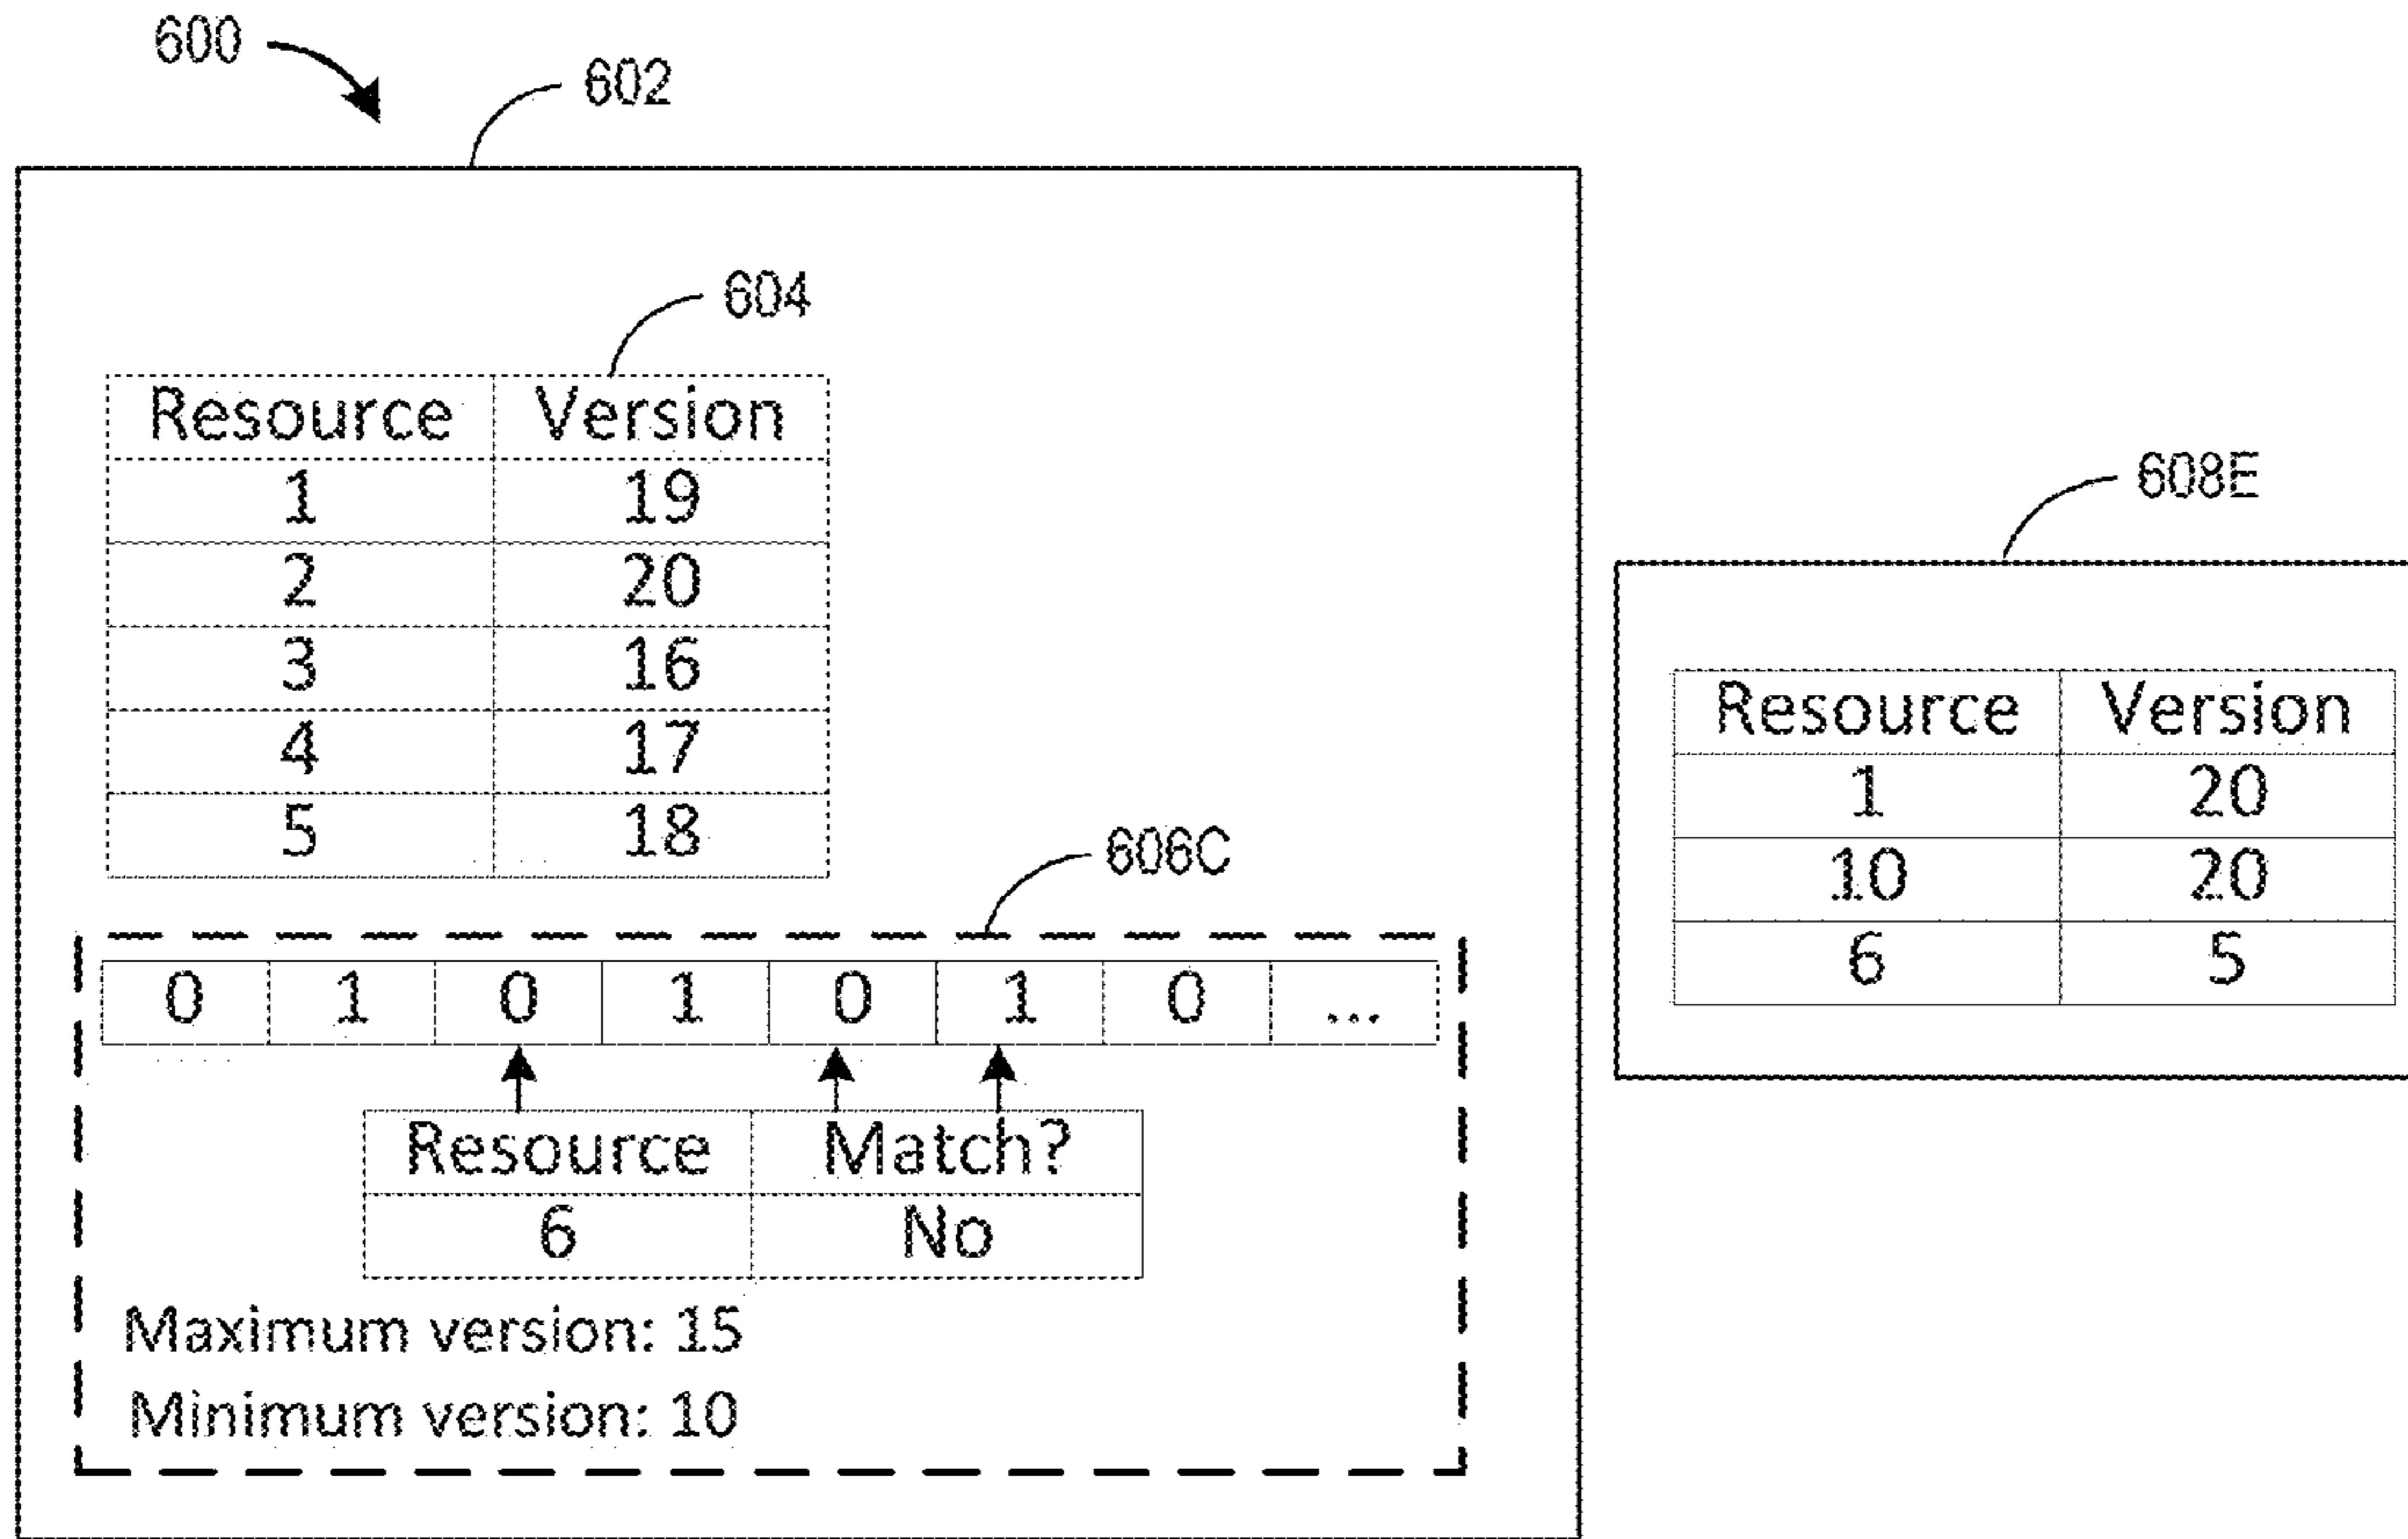 600
602
604
Resource Version
1 19
2 20
3 16
4 17
5 18
606C
0 1 0 1 0 1 0 ...
Resource Match?
6 No
Maximum version: 15
Minimum version: 10
608E
Resource Version
1 20
10 20
6 5